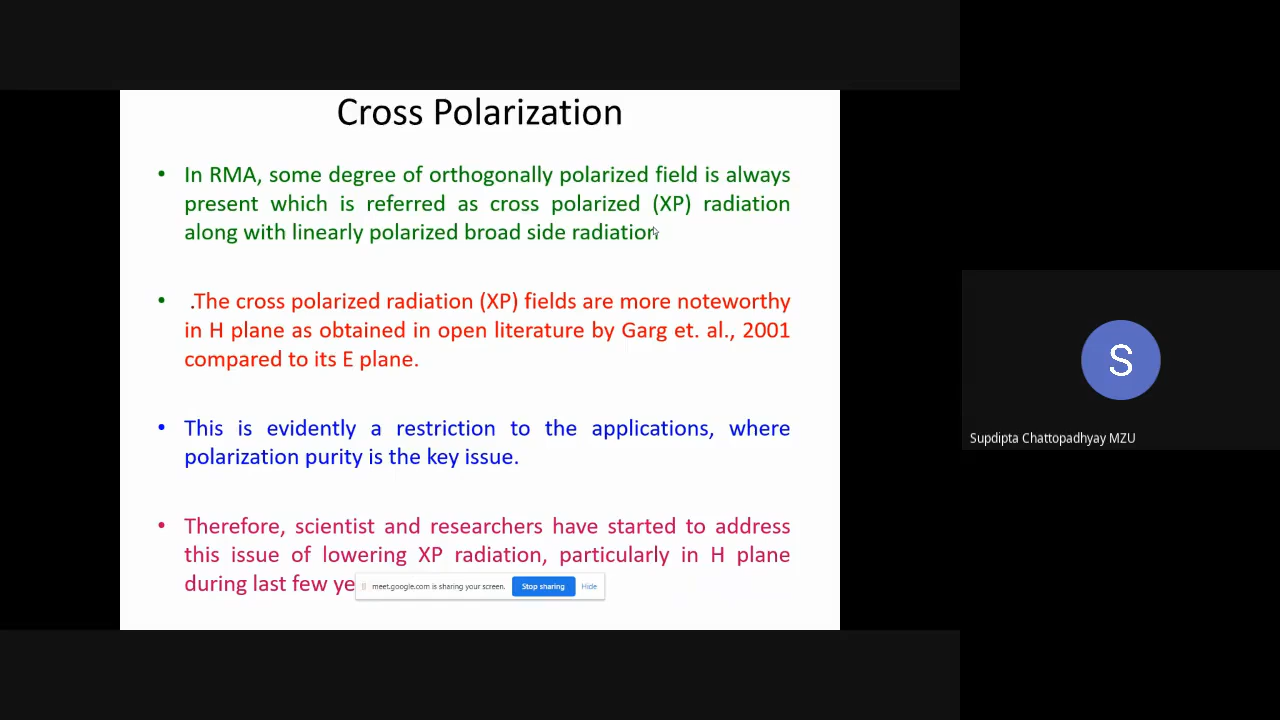 Cross Polarization
• In RMA, some degree of orthogonally polarized field is always
present which is referred as cross polarized (XP) radiation
along with linearly polarized broad side radiation
• .The cross polarized radiation (XP) fields are more noteworthy
in H plane as obtained in open literature by Garg et. al., 2001
compared to its E plane.
• This is evidently a restriction to the applications, where
polarization purity is the key issue.
• Therefore, scientist and researchers have started to address
this issue of lowering XP radiation, particularly in H plane
during last few ye
meet.google.com is sharing your screen. Stop sharing Hide
S
Supdipta Chattopadhyay MZU